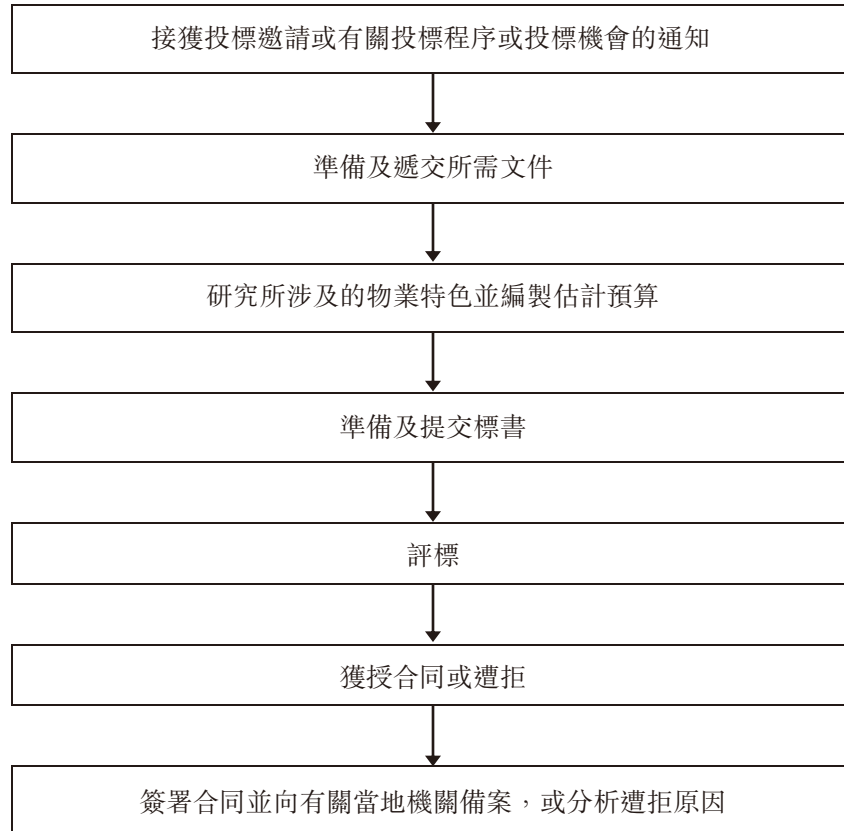 接獲投標邀請或有關投標程序或投標機會的通知
準備及遞交所需文件
研究所涉及的物業特色並編製估計預算
準備及提交標書
評標
獲授合同或遭拒
簽署合同並向有關當地機關備案，或分析遭拒原因